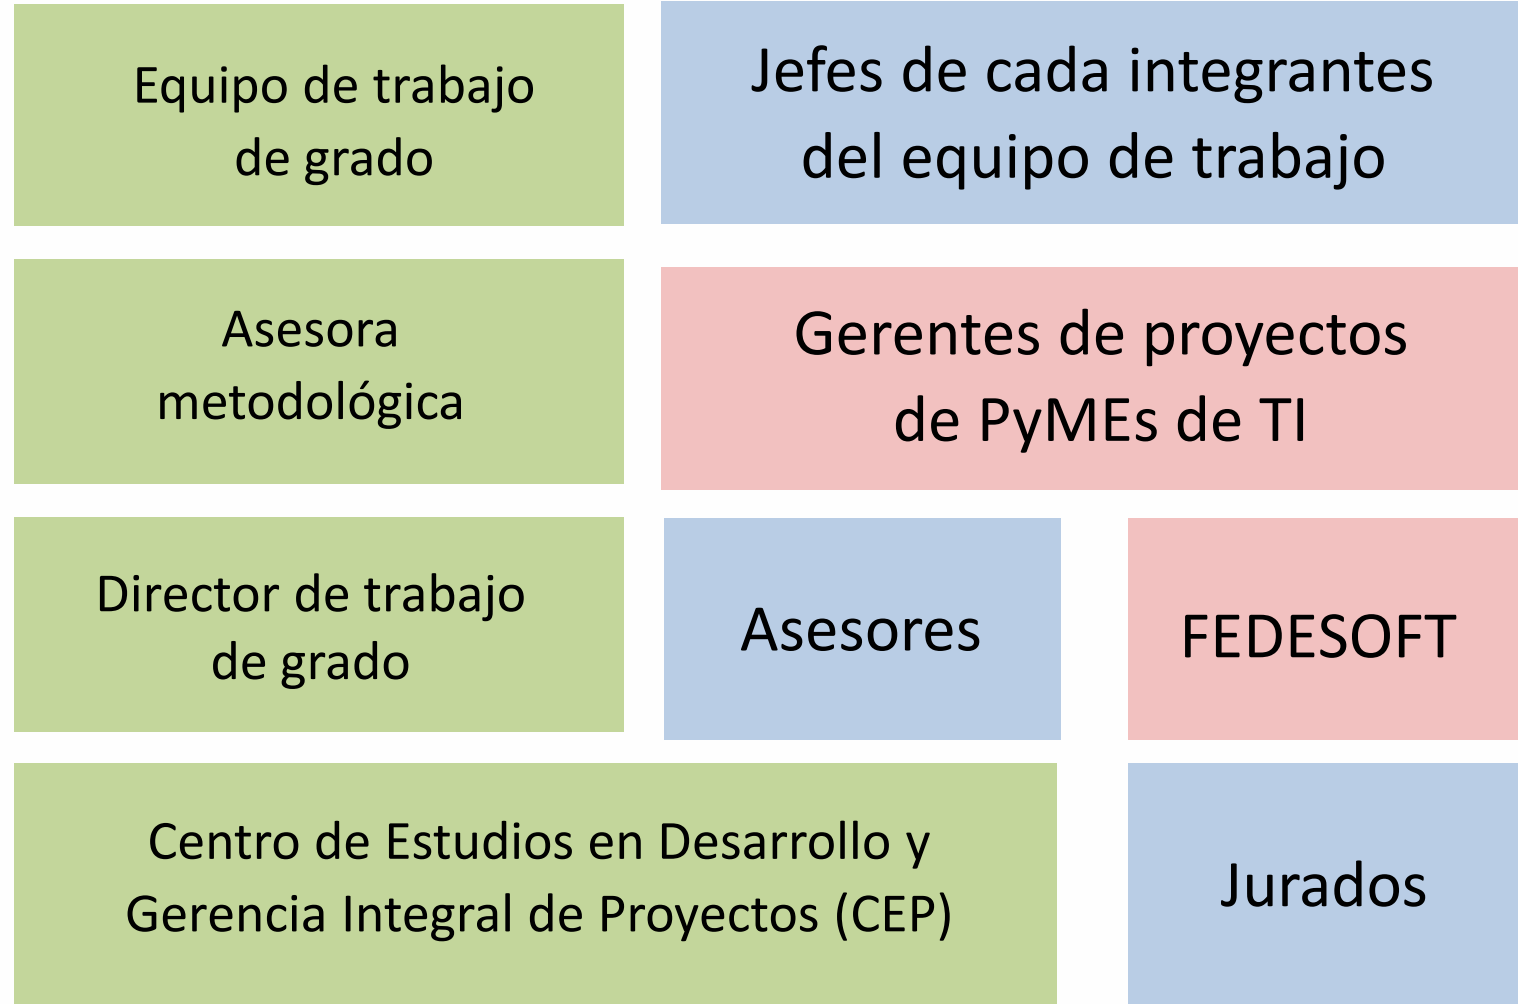 Equipo de trabajo
de grado
Jefes de cada integrantes
del equipo de trabajo
Asesora
metodológica
Gerentes de proyectos
de PyMEs de TI
Director de trabajo
de grado
Asesores
FEDESOFT
Centro de Estudios en Desarrollo y
Gerencia Integral de Proyectos (CEP)
Jurados